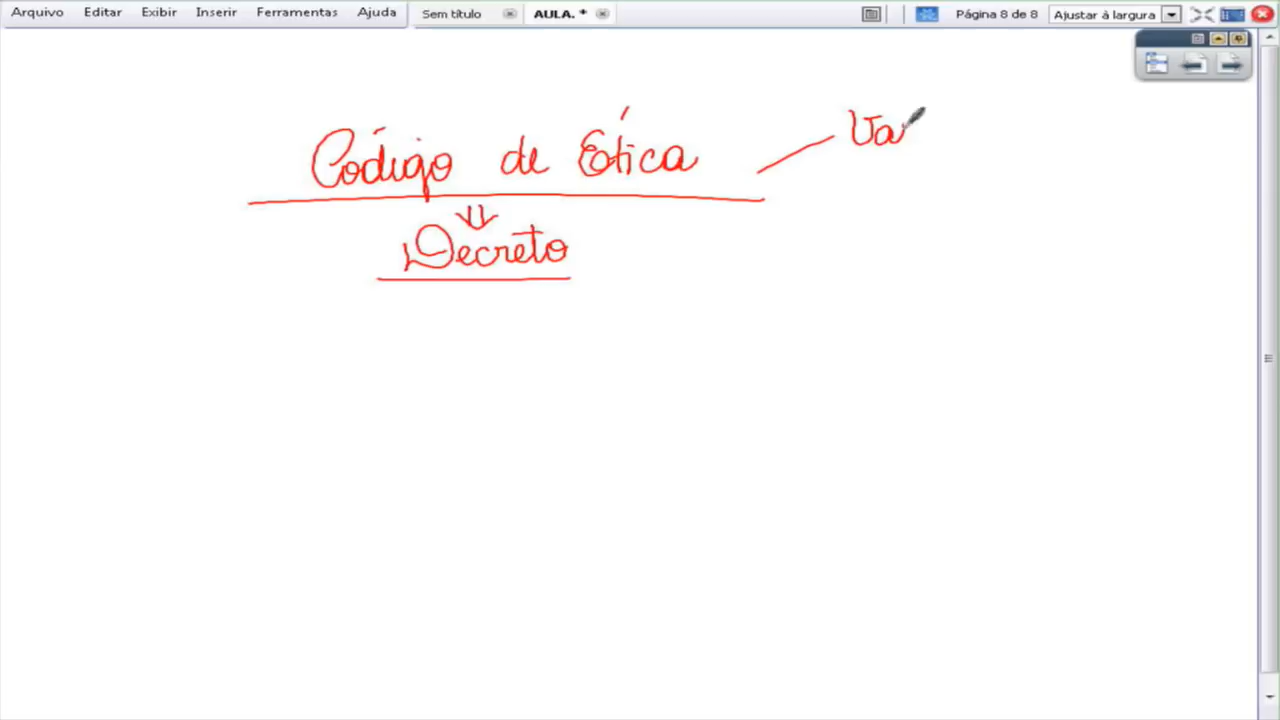 Arquivo Editar Exibir Inserir Ferramentas Ajuda Sem título AULA. * Página 8 de 8 Ajustar à largura
Código de Ética Va
Decreto